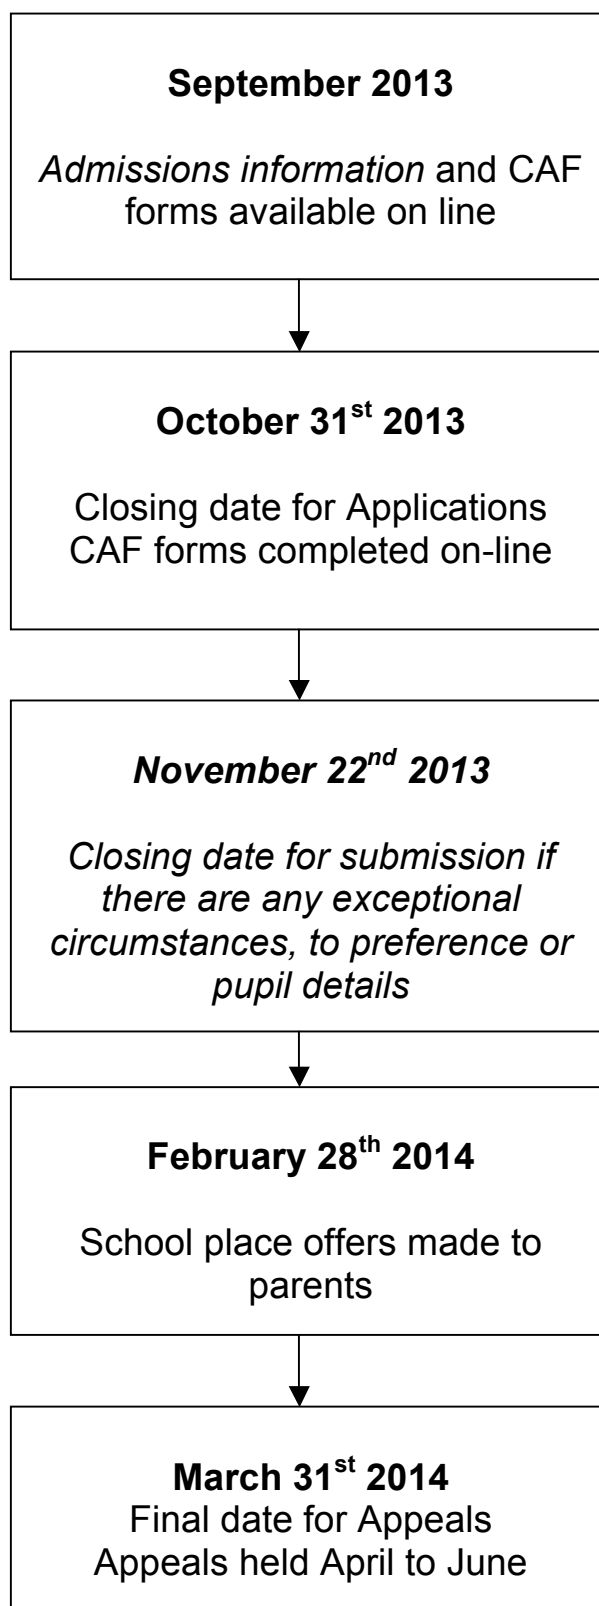 September 2013
Admissions information and CAF
forms available on line
October 31st 2013
Closing date for Applications
CAF forms completed on-line
November 22nd 2013
Closing date for submission if
there are any exceptional
circumstances, to preference or
pupil details
February 28th 2014
School place offers made to
parents
March 31st 2014
Final date for Appeals
Appeals held April to June